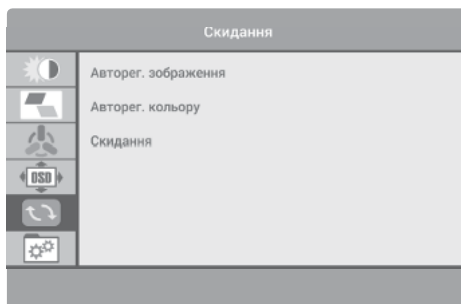 Скидання
Авторег. зображення
Авторег. кольору
Скидання
OSD